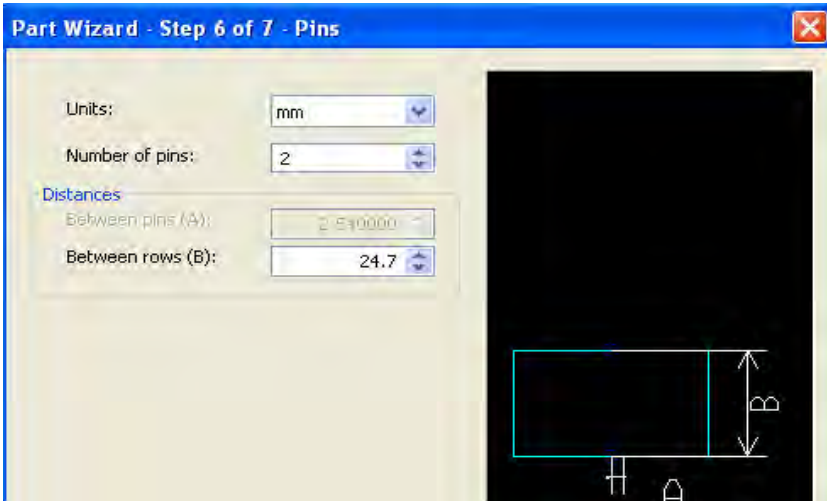 Part Wizard - Step 6 of 7 - Pins
Units:
mm
Number of pins:
2
Distances
Between pins (A):
2.540000
Between rows (B):
24.7
B
A